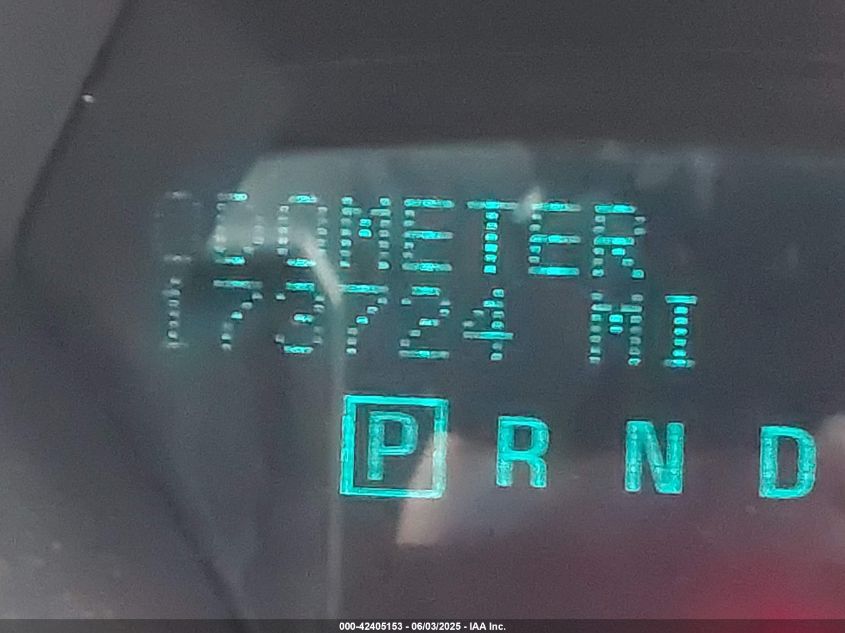 ODOMETER
173724 MI
P R N D
000-42405153 - 06/03/2025 - IAA Inc.